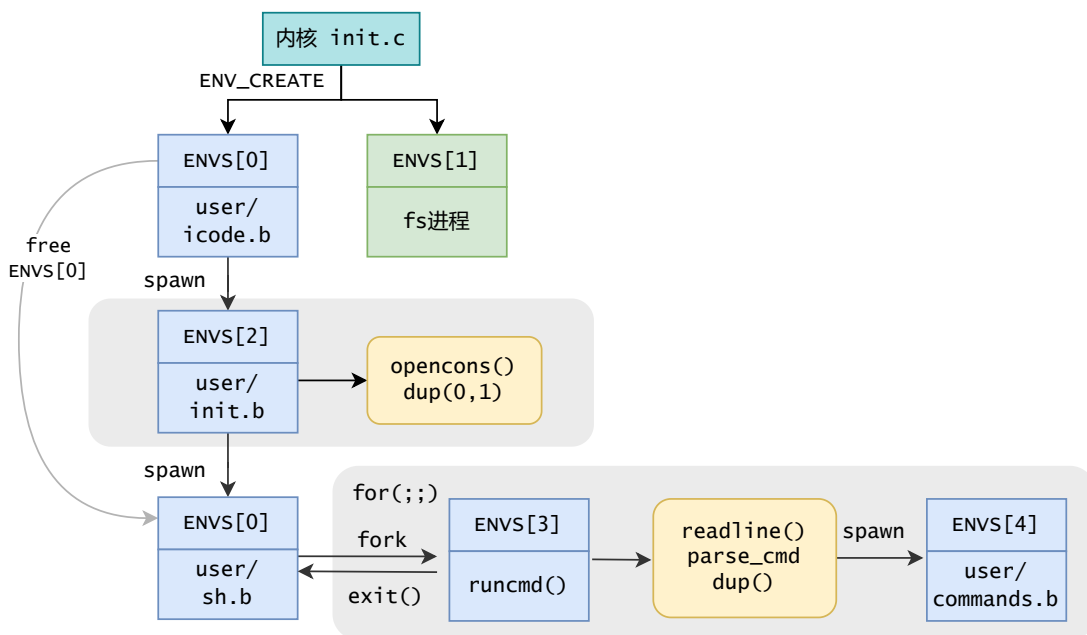 内核 init.c
ENV_CREATE
ENVS[0]
user/
icode.b
ENVS[1]
fs进程
free
ENVS[0]
spawn
ENVS[2]
user/
init.b
opencons()
dup(0,1)
spawn
ENVS[0]
user/
sh.b
for(;;)
fork
exit()
ENVS[3]
runcmd()
readline()
parse_cmd
dup()
spawn
ENVS[4]
user/
commands.b